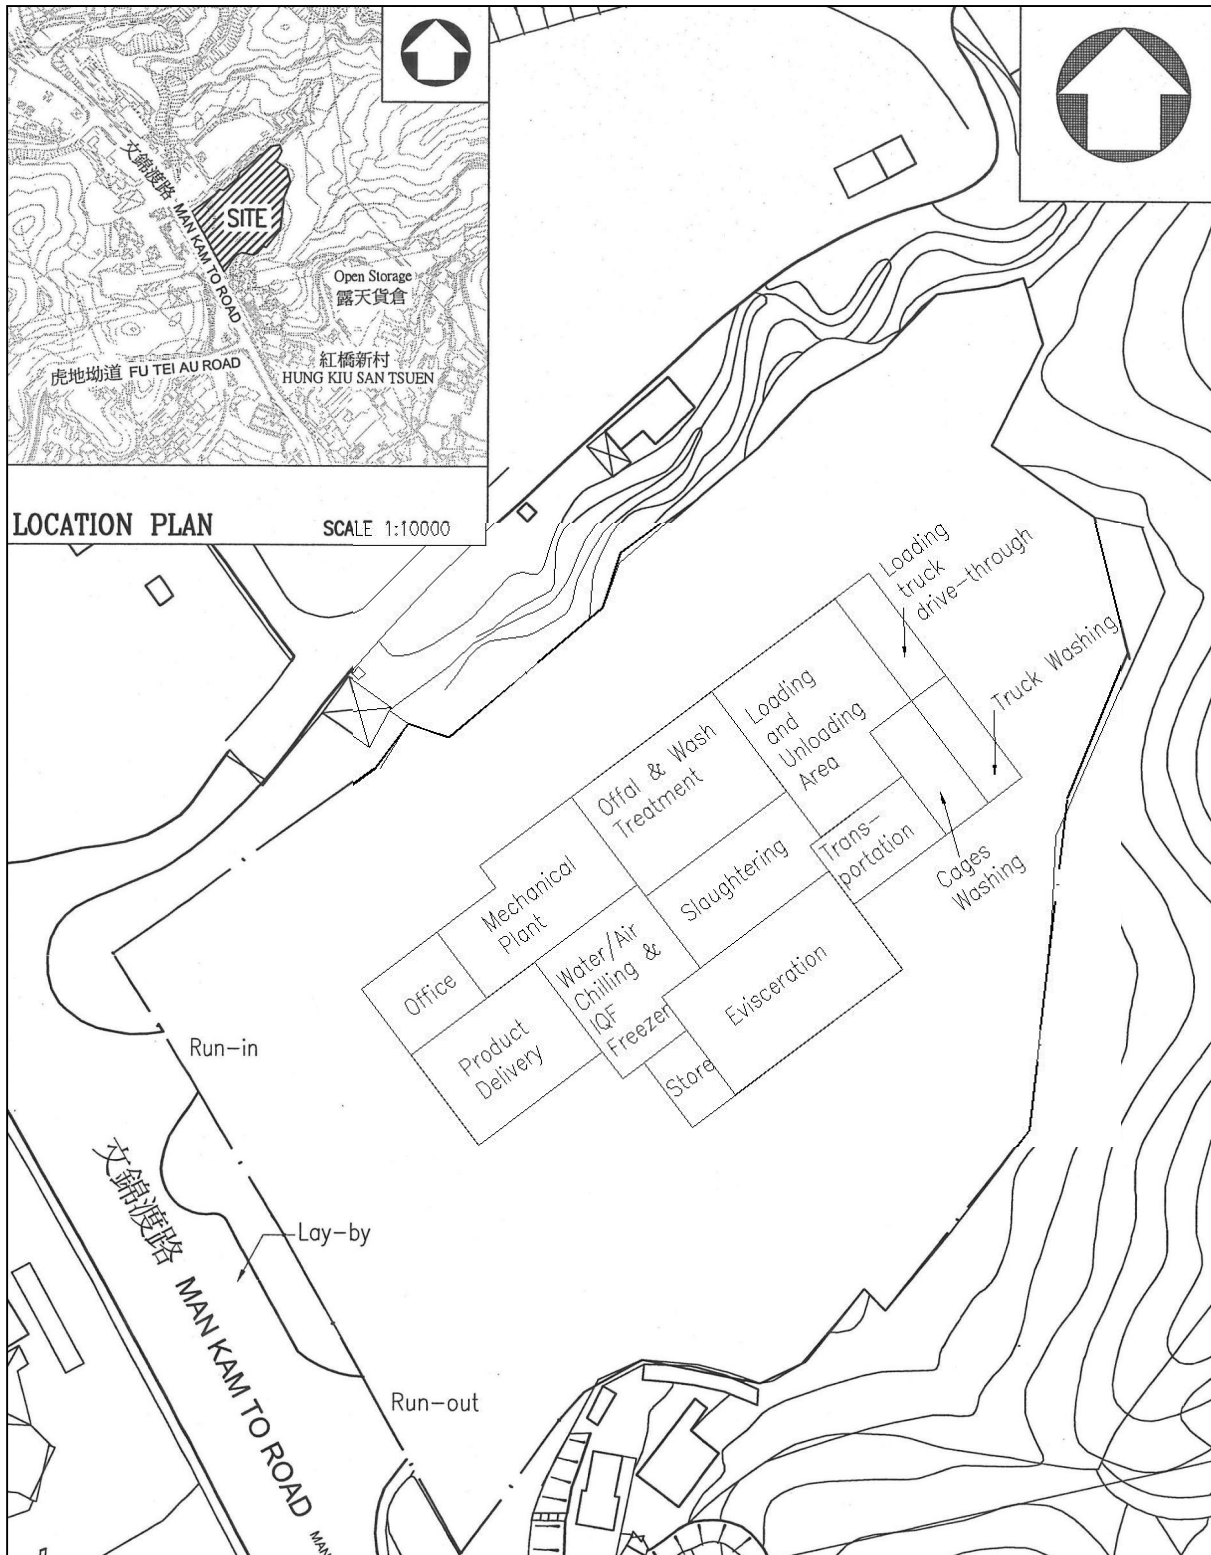 文錦渡路 MAN KAM TO ROAD
SITE
Open Storage
露天貨倉
虎地坳道 FU TEI AU ROAD
紅橋新村
HUNG KIU SAN TSUEN
LOCATION PLAN
SCALE 1:10000
Loading
truck
drive-through
Truck Washing
Loading
and
Unloading
Area
Offal & Wash
Treatment
Trans-
portation
Cages
Washing
Slaughtering
Mechanical
Plant
Water/Air
Chilling &
IQF
Freezer
Evisceration
Office
Product
Delivery
Store
Run-in
Lay-by
Run-out
文錦渡路 MAN KAM TO ROAD
MAN